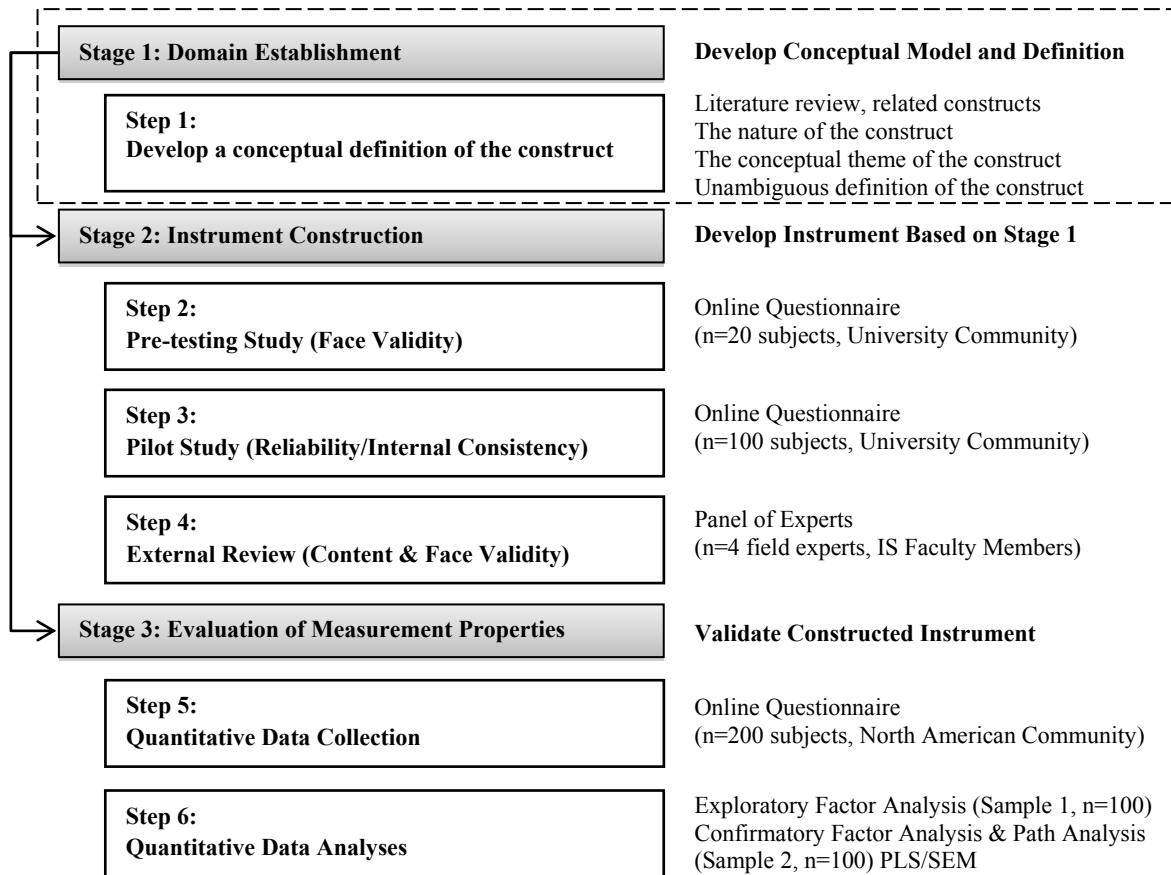 Stage 1: Domain Establishment
Develop Conceptual Model and Definition
Step 1:
Develop a conceptual definition of the construct
Literature review, related constructs
The nature of the construct
The conceptual theme of the construct
Unambiguous definition of the construct
Stage 2: Instrument Construction
Develop Instrument Based on Stage 1
Step 2:
Pre-testing Study (Face Validity)
Online Questionnaire
(n=20 subjects, University Community)
Step 3:
Pilot Study (Reliability/Internal Consistency)
Online Questionnaire
(n=100 subjects, University Community)
Step 4:
External Review (Content & Face Validity)
Panel of Experts
(n=4 field experts, IS Faculty Members)
Stage 3: Evaluation of Measurement Properties
Validate Constructed Instrument
Step 5:
Quantitative Data Collection
Online Questionnaire
(n=200 subjects, North American Community)
Step 6:
Quantitative Data Analyses
Exploratory Factor Analysis (Sample 1, n=100)
Confirmatory Factor Analysis & Path Analysis
(Sample 2, n=100) PLS/SEM